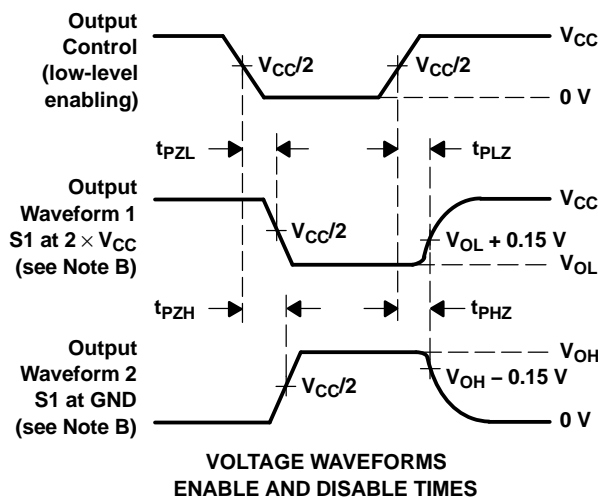 Output
Control
(low-level
enabling)
VCC/2
VCC/2
VCC
0 V
tPZL
tPLZ
Output
Waveform 1
S1 at 2 × VCC
(see Note B)
VCC/2
VCC
VOL + 0.15 V
VOL
tPZH
tPHZ
Output
Waveform 2
S1 at GND
(see Note B)
VCC/2
VOH
VOH − 0.15 V
0 V
VOLTAGE WAVEFORMS
ENABLE AND DISABLE TIMES